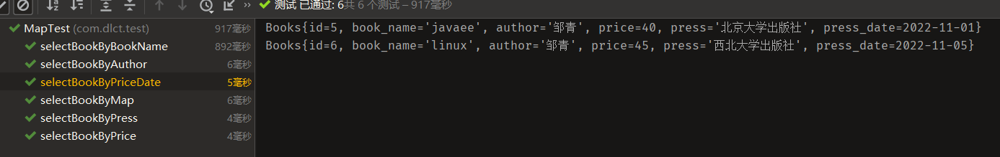 测试 已通过: 6共 6 个测试 – 917毫秒
MapTest (com.dlct.test) 917毫秒
selectBookByBookName 892毫秒
selectBookByAuthor 6毫秒
selectBookByPriceDate 5毫秒
selectBookByMap 6毫秒
selectBookByPress 4毫秒
selectBookByPrice 4毫秒
Books{id=5, book_name='javaee', author='邹青', price=40, press='北京大学出版社', press_date=2022-11-01}
Books{id=6, book_name='linux', author='邹青', price=45, press='西北大学出版社', press_date=2022-11-05}